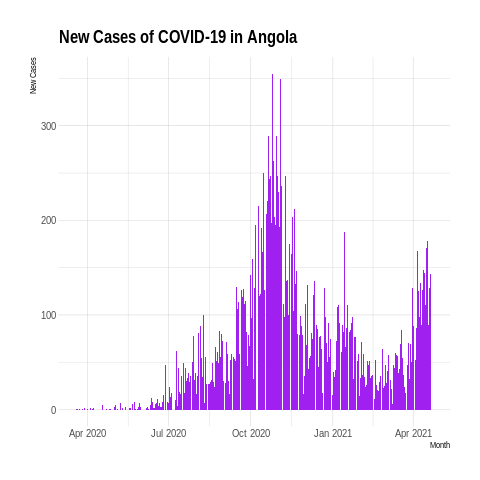 New Cases of COVID-19 in Angola
New Cases
300
200
100
0
Apr 2020 Jul 2020 Oct 2020 Jan 2021 Apr 2021
Month